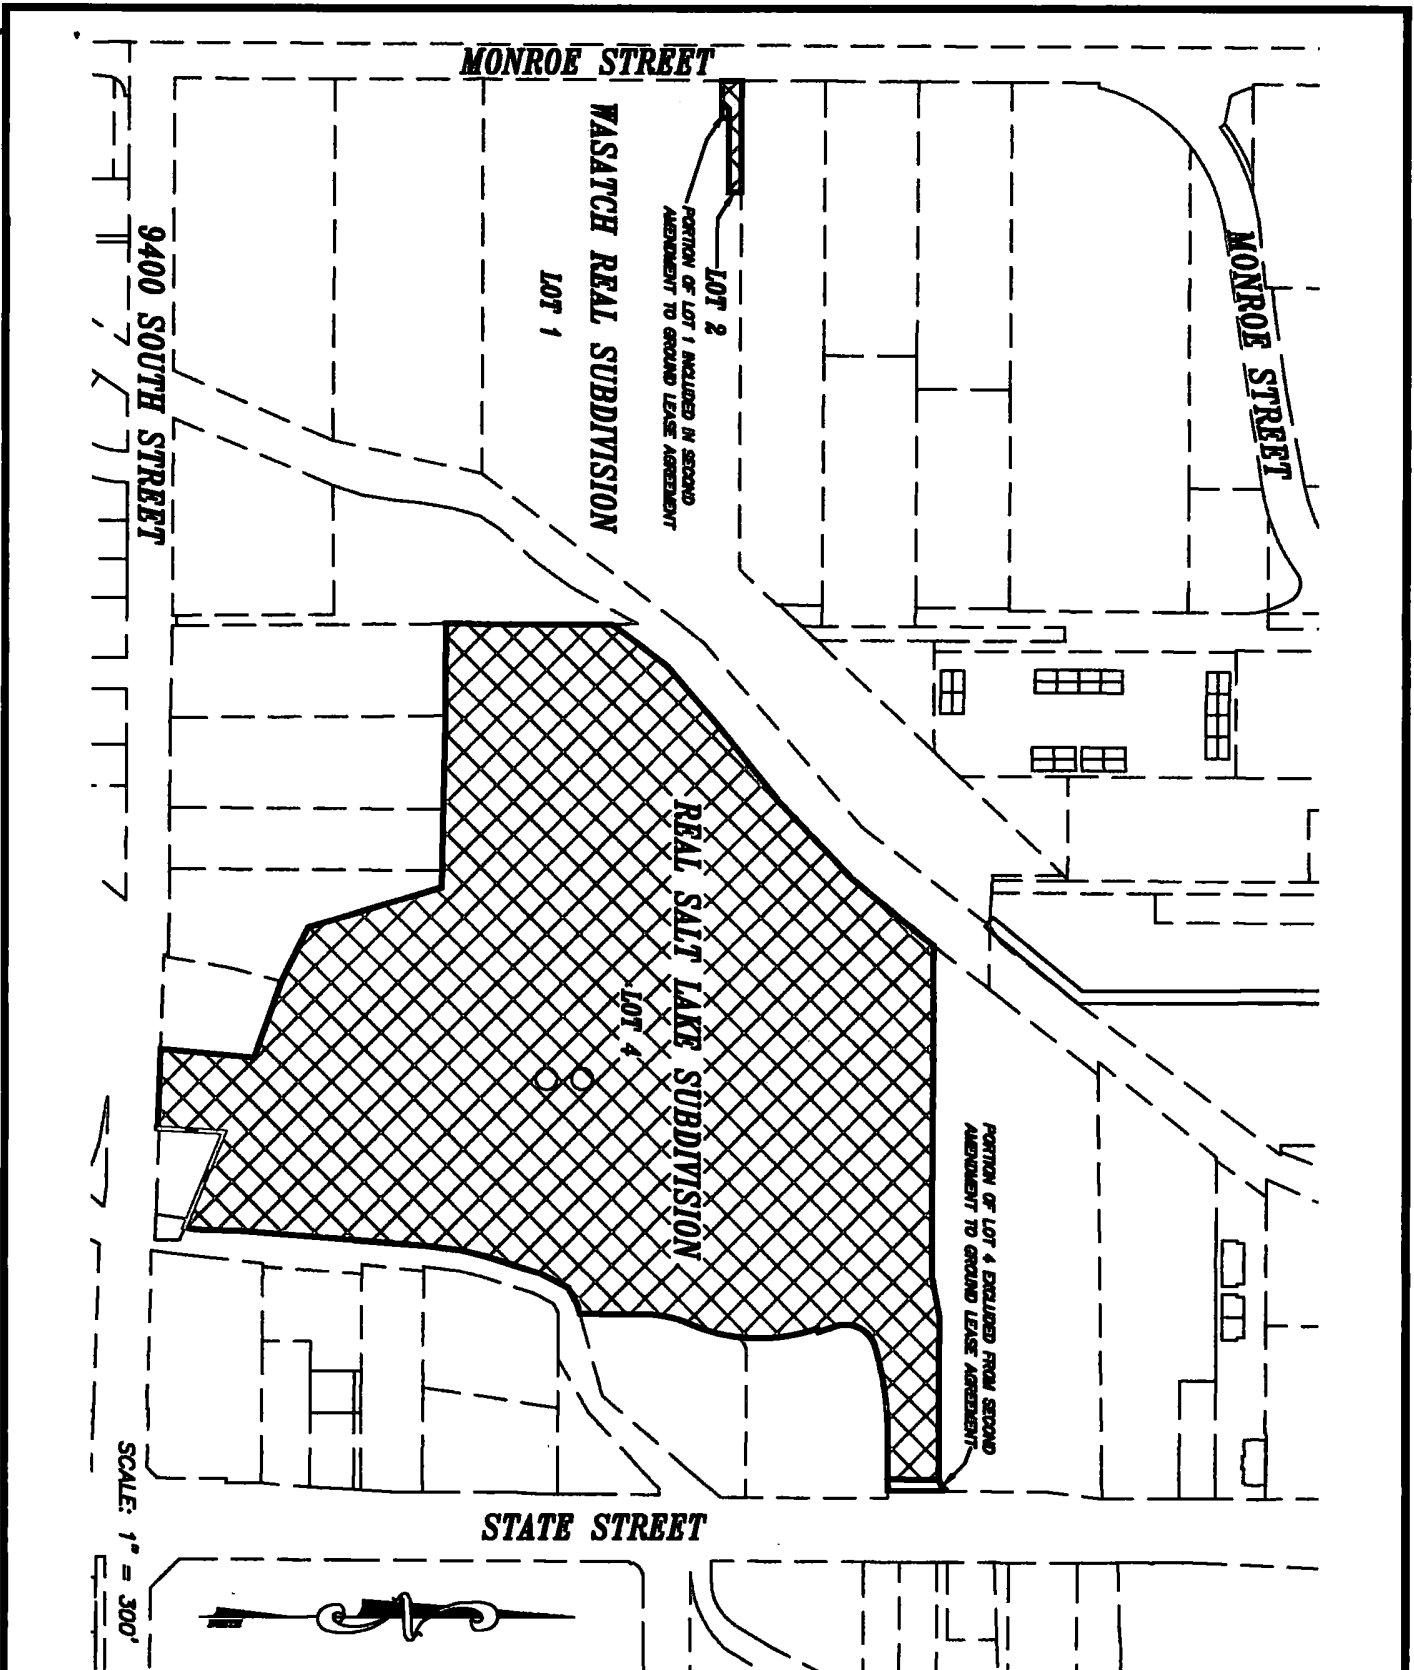 MONROE STREET
WASATCH REAL SUBDIVISION
LOT 1
LOT 2
PORTION OF LOT 1 INCLUDED IN SECOND
AMENDMENT TO GROUND LEASE AGREEMENT
MONROE STREET
9400 SOUTH STREET
REAL SALT LAKE SUBDIVISION
LOT 4
PORTION OF LOT 4 EXCLUDED FROM SECOND
AMENDMENT TO GROUND LEASE AGREEMENT
STATE STREET
SCALE: 1" = 300'